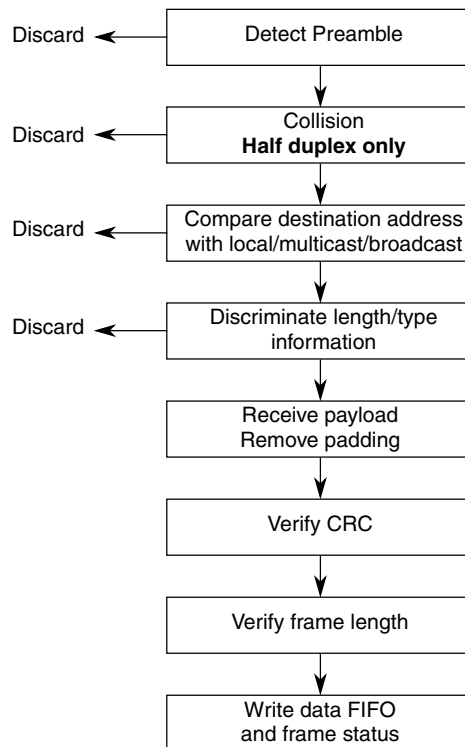 Discard
Detect Preamble
Discard
Collision
Half duplex only
Discard
Compare destination address
with local/multicast/broadcast
Discard
Discriminate length/type
information
Receive payload
Remove padding
Verify CRC
Verify frame length
Write data FIFO
and frame status